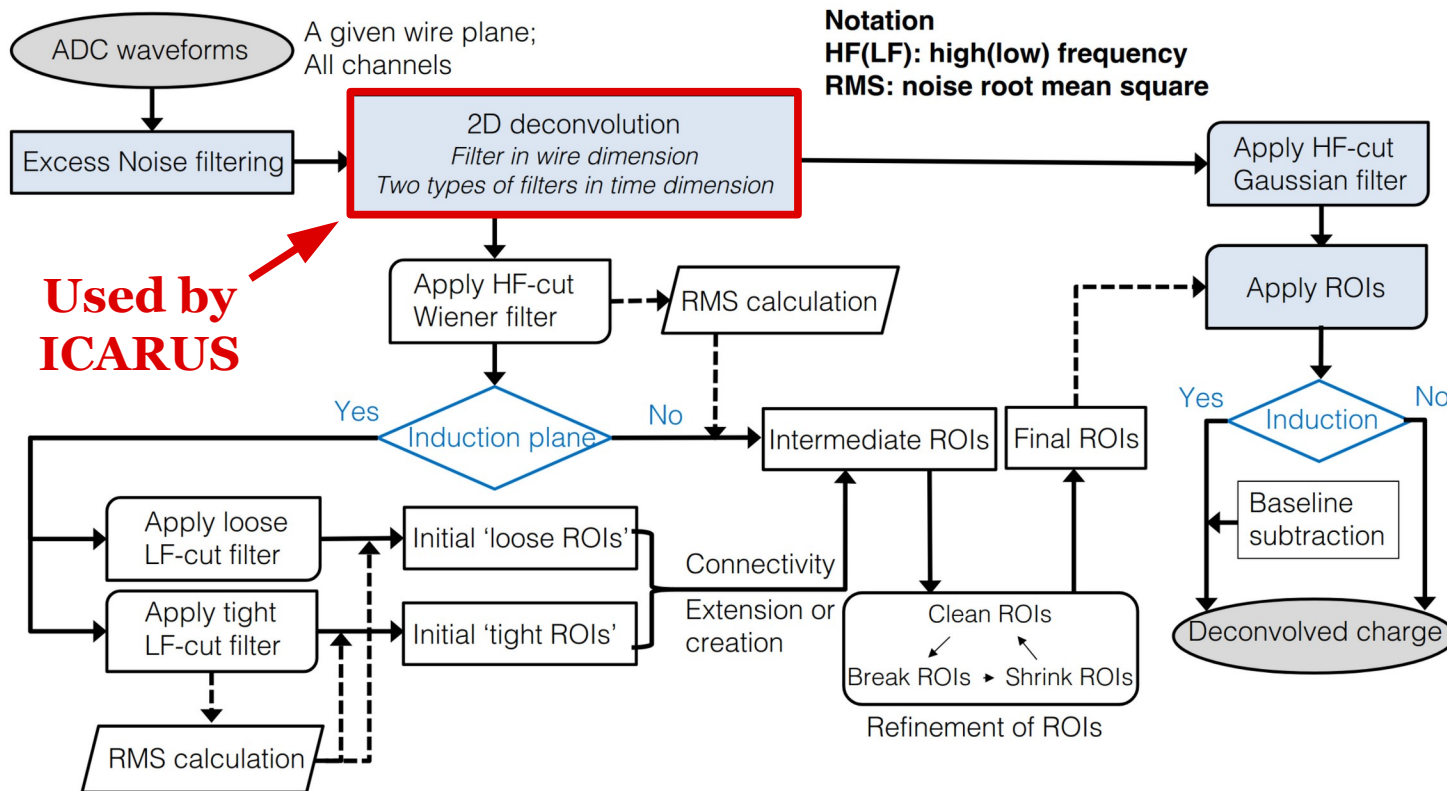 ADC waveforms
A given wire plane;
All channels
Notation
HF(LF): high(low) frequency
RMS: noise root mean square
Excess Noise filtering
2D deconvolution
Filter in wire dimension
Two types of filters in time dimension
Apply HF-cut
Gaussian filter
Used by
ICARUS
Apply HF-cut
Wiener filter
RMS calculation
Apply ROIs
Yes
Induction plane
No
Intermediate ROIs
Final ROIs
Yes
Induction
No
Apply loose
LF-cut filter
Initial ‘loose ROIs’
Connectivity
Baseline
subtraction
Apply tight
LF-cut filter
Initial ‘tight ROIs’
Extension or
creation
Clean ROIs
Break ROIs
Shrink ROIs
Refinement of ROIs
Deconvolved charge
RMS calculation